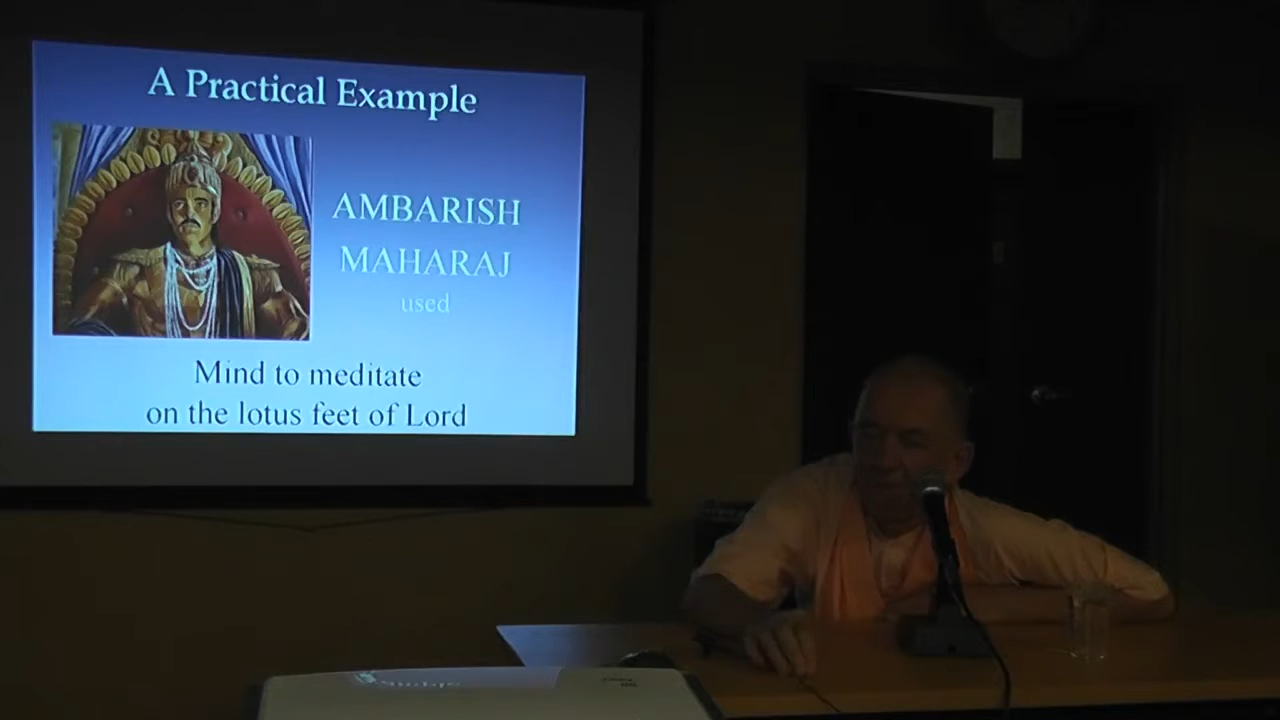 A Practical Example
AMBARISH
MAHARAJ
used
Mind to meditate
on the lotus feet of Lord